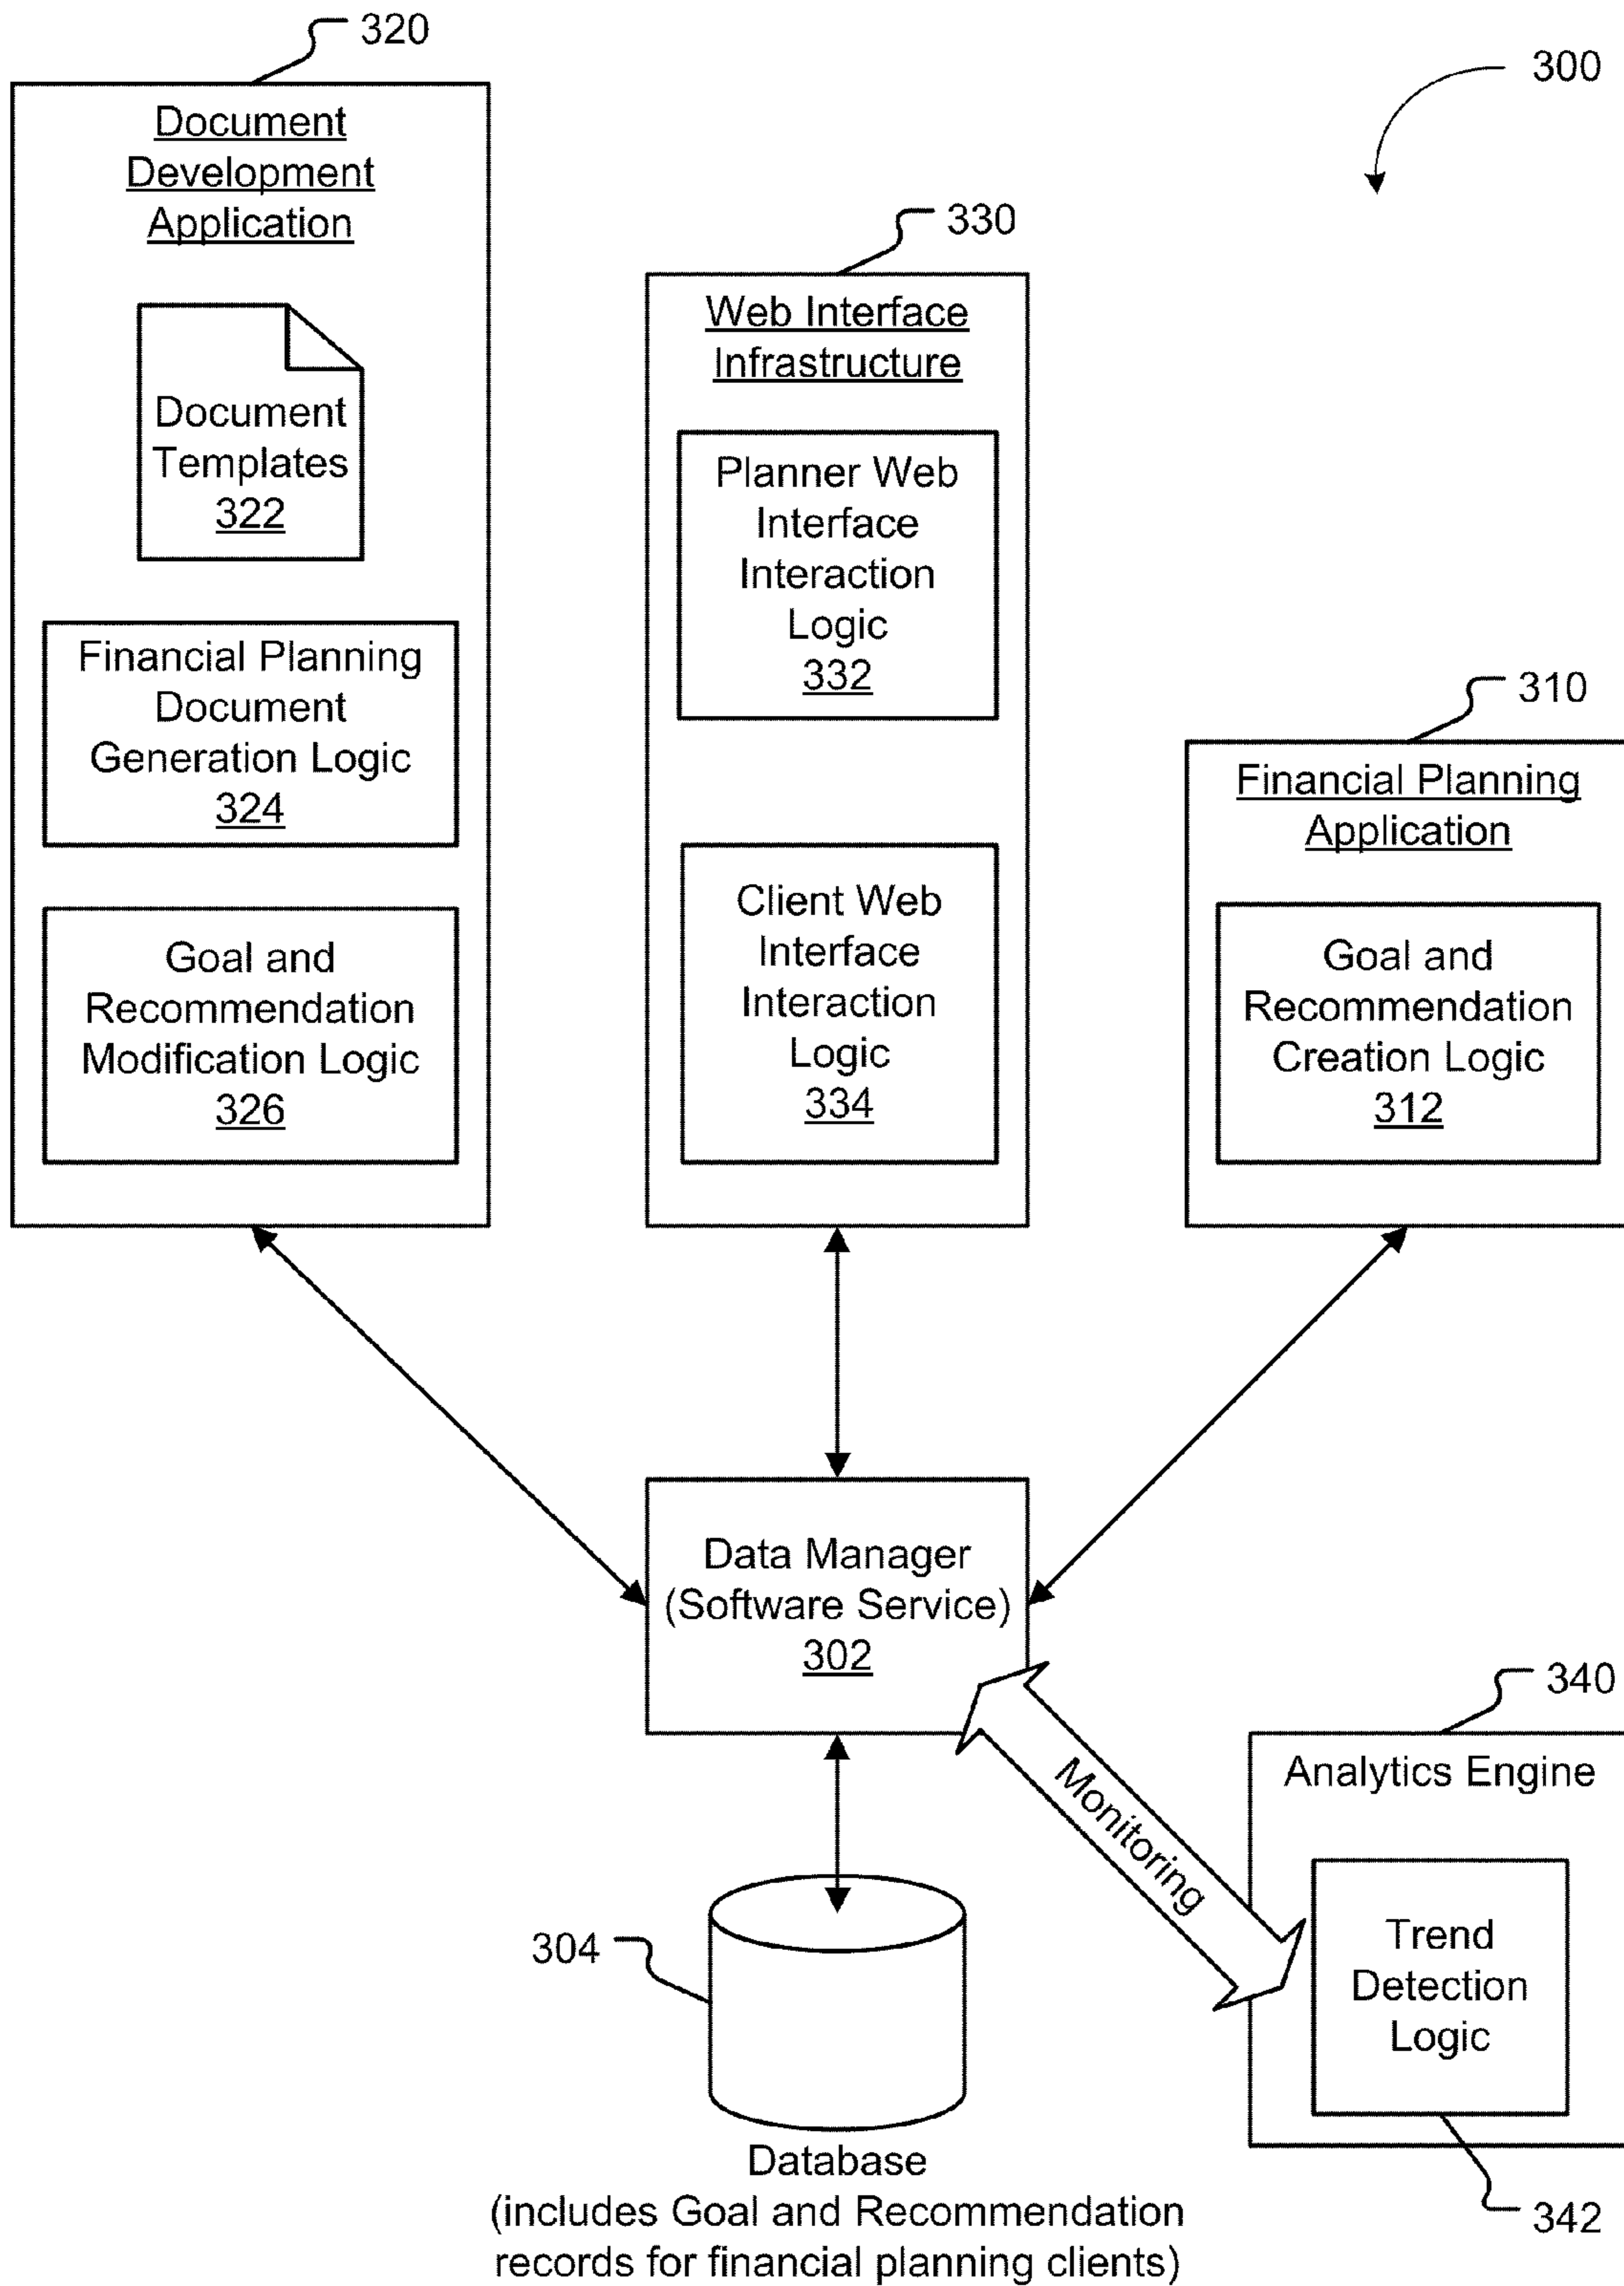 320
300
Document
Development
Application
330
Web Interface
Infrastructure
Document
Templates
322
Planner Web
Interface
Interaction
Logic
332
Financial Planning
Document
Generation Logic
324
310
Financial Planning
Application
Goal and
Recommendation
Modification Logic
326
Client Web
Interface
Interaction
Logic
334
Goal and
Recommendation
Creation Logic
312
Data Manager
(Software Service)
302
340
Analytics Engine
Monitoring
Trend
Detection
Logic
304
342
Database
(includes Goal and Recommendation
records for financial planning clients)